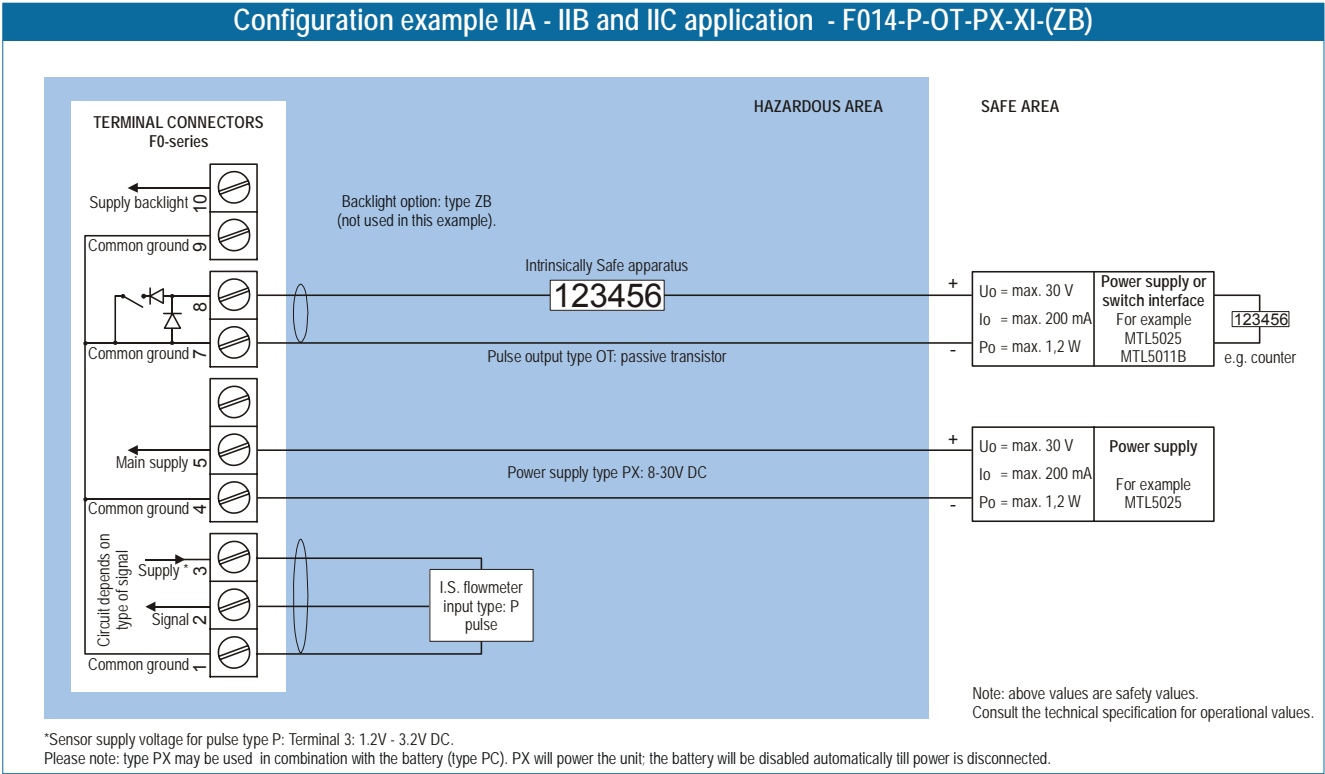 Configuration example IIA - IIB and IIC application - F014-P-OT-PX-XI-(ZB)
HAZARDOUS AREA
SAFE AREA
TERMINAL CONNECTORS
F0-series
Supply backlight 10
Common ground 9
8
Common ground 7
Main supply 5
Common ground 4
Circuit depends on
type of signal
Supply * 3
Signal 2
Common ground 1
Backlight option: type ZB
(not used in this example).
Intrinsically Safe apparatus
123456
Pulse output type OT: passive transistor
+
-
Uo = max. 30 V
Io = max. 200 mA
Po = max. 1,2 W
Power supply or
switch interface
For example
MTL5025
MTL5011B
123456
e.g. counter
Power supply type PX: 8-30V DC
+
-
Uo = max. 30 V
Io = max. 200 mA
Po = max. 1,2 W
Power supply
For example
MTL5025
I.S. flowmeter
input type: P
pulse
Note: above values are safety values.
Consult the technical specification for operational values.
*Sensor supply voltage for pulse type P: Terminal 3: 1.2V - 3.2V DC.
Please note: type PX may be used in combination with the battery (type PC). PX will power the unit; the battery will be disabled automatically till power is disconnected.